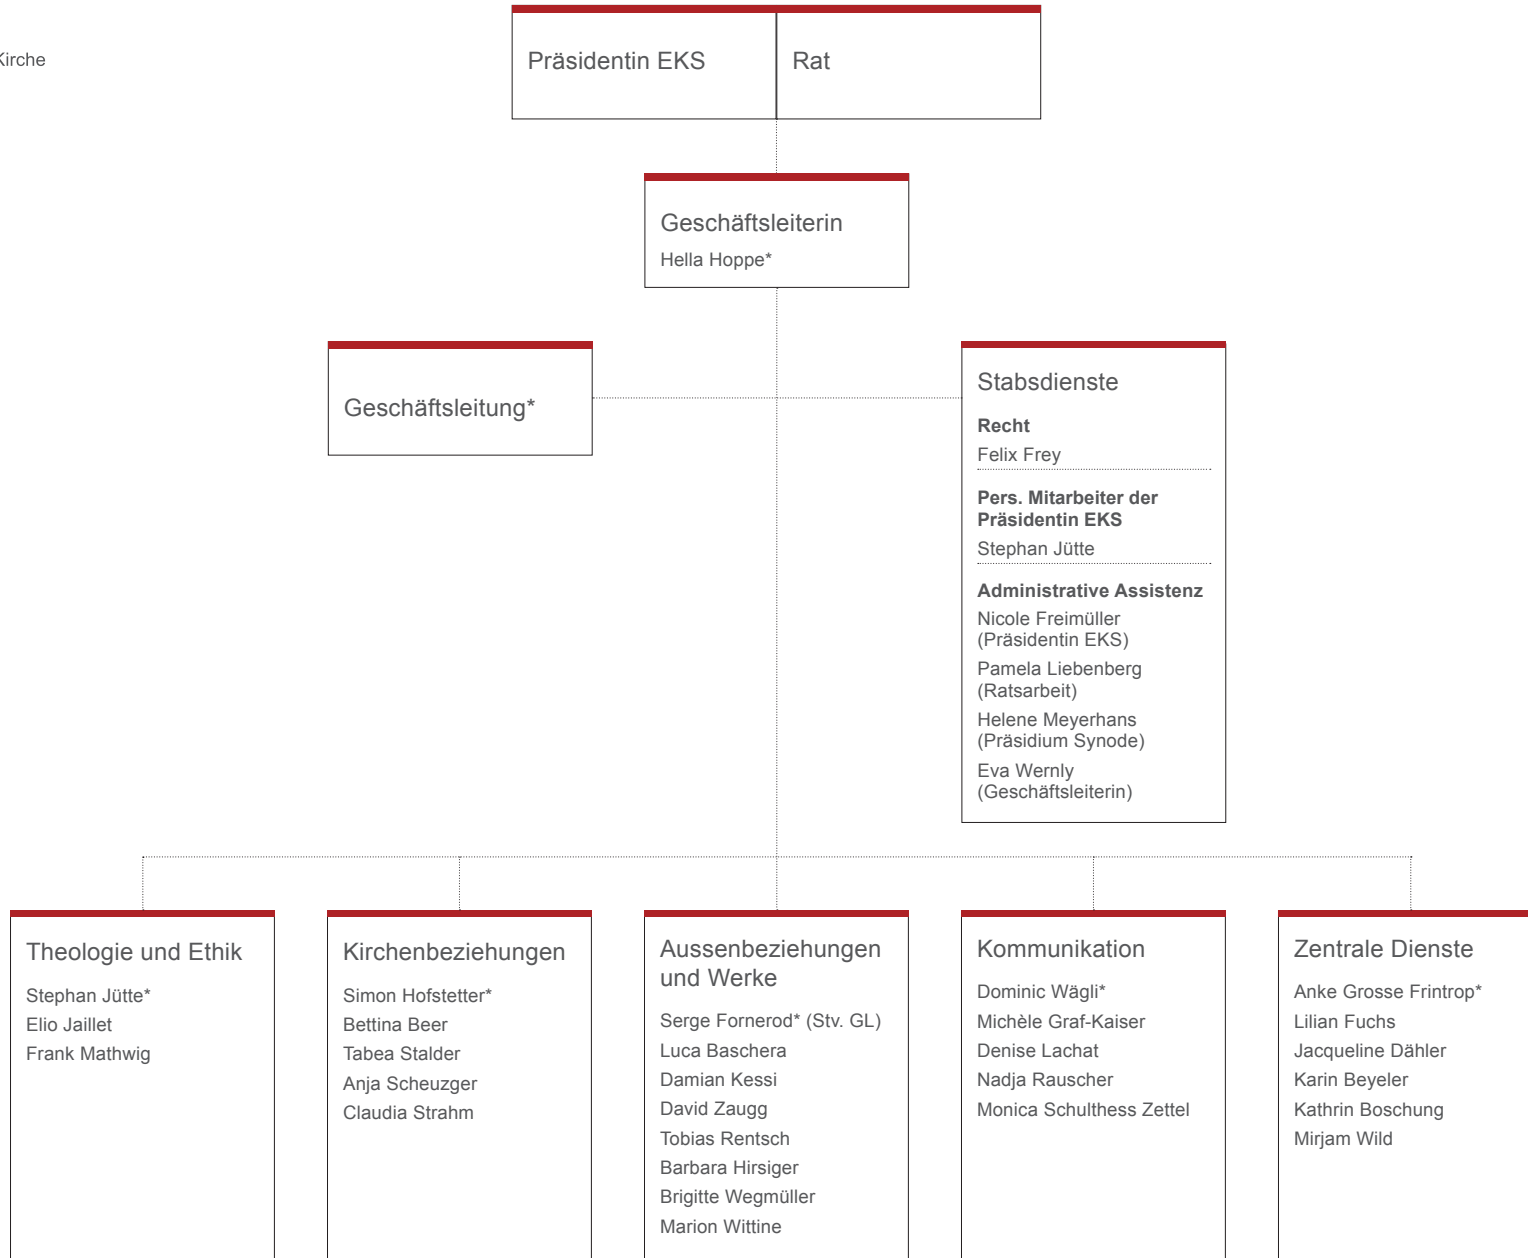 Kirche
Präsidentin EKS
Rat
Geschäftsleiterin
Hella Hoppe*
Geschäftsleitung*
Stabsdienste
Recht
Felix Frey
Pers. Mitarbeiter der
Präsidentin EKS
Stephan Jütte
Administrative Assistenz
Nicole Freimüller
(Präsidentin EKS)
Pamela Liebenberg
(Ratsarbeit)
Helene Meyerhans
(Präsidium Synode)
Eva Wernly
(Geschäftsleiterin)
Theologie und Ethik
Stephan Jütte*
Elio Jaillet
Frank Mathwig
Kirchenbeziehungen
Simon Hofstetter*
Bettina Beer
Tabea Stalder
Anja Scheuzger
Claudia Strahm
Aussenbeziehungen
und Werke
Serge Fornerod* (Stv. GL)
Luca Baschera
Damian Kessi
David Zaugg
Tobias Rentsch
Barbara Hirsiger
Brigitte Wegmüller
Marion Wittine
Kommunikation
Dominic Wägli*
Michèle Graf-Kaiser
Denise Lachat
Nadja Rauscher
Monica Schulthess Zettel
Zentrale Dienste
Anke Grosse Frintrop*
Lilian Fuchs
Jacqueline Dähler
Karin Beyeler
Kathrin Boschung
Mirjam Wild